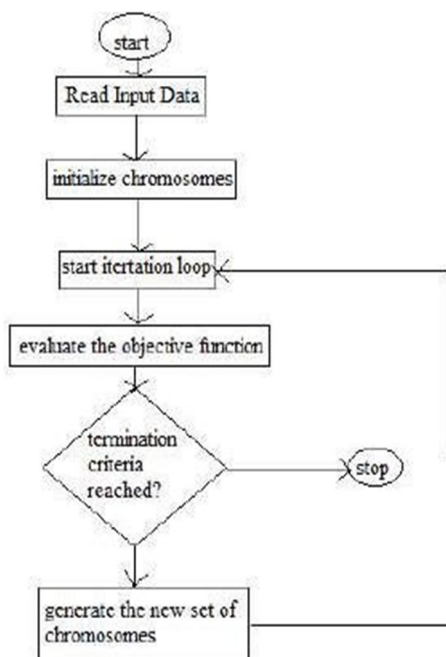 start
Read Input Data
initialize chromosomes
start itertation loop
evaluate the objective function
termination
criteria
reached?
stop
generate the new set of
chromosomes